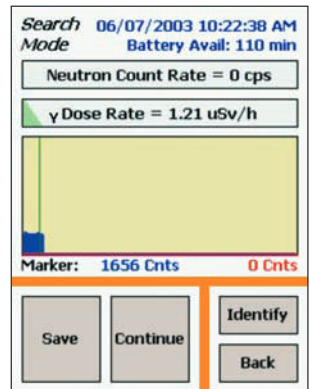 Search 06/07/2003 10:22:38 AM
Mode Battery Avail: 110 min
Neutron Count Rate = 0 cps
γ Dose Rate = 1.21 uSv/h
Marker: 1656 Cnts 0 Cnts
Save Continue Identify
Back